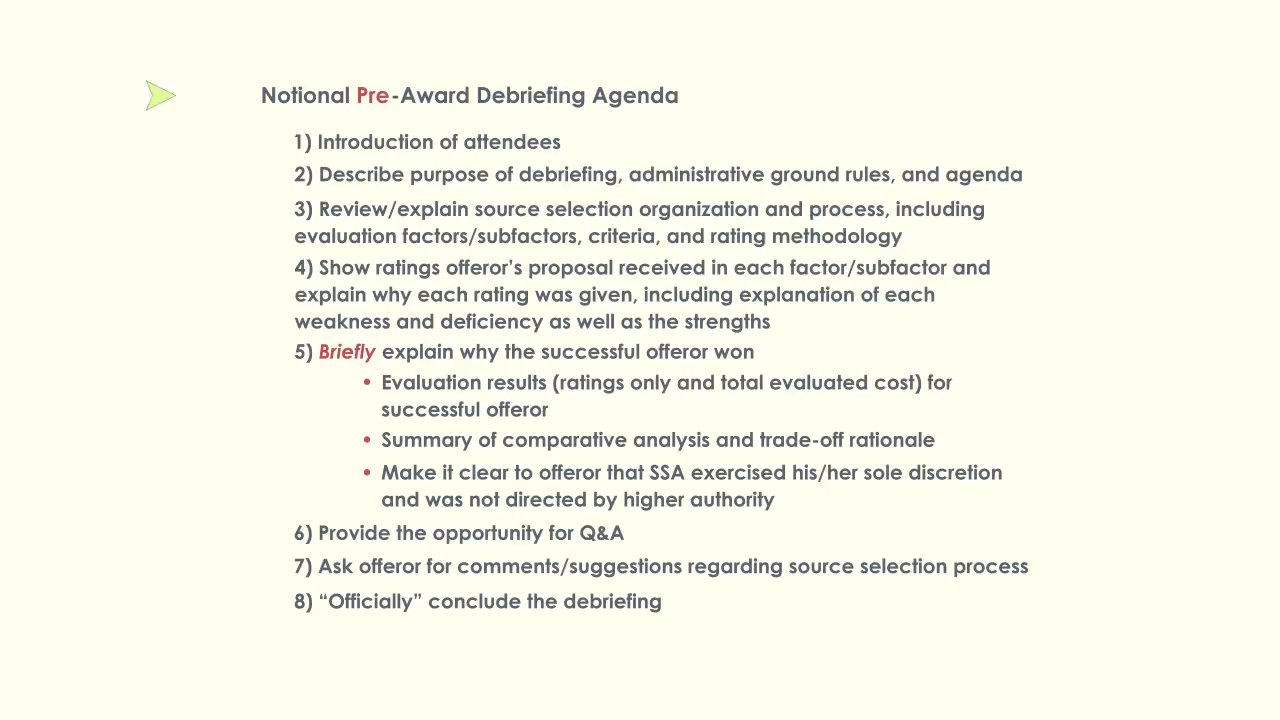 Notional Pre-Award Debriefing Agenda
1) Introduction of attendees
2) Describe purpose of debriefing, administrative ground rules, and agenda
3) Review/explain source selection organization and process, including
evaluation factors/subfactors, criteria, and rating methodology
4) Show ratings offeror’s proposal received in each factor/subfactor and
explain why each rating was given, including explanation of each
weakness and deficiency as well as the strengths
5) Briefly explain why the successful offeror won
• Evaluation results (ratings only and total evaluated cost) for
successful offeror
• Summary of comparative analysis and trade-off rationale
• Make it clear to offeror that SSA exercised his/her sole discretion
and was not directed by higher authority
6) Provide the opportunity for Q&A
7) Ask offeror for comments/suggestions regarding source selection process
8) “Officially” conclude the debriefing